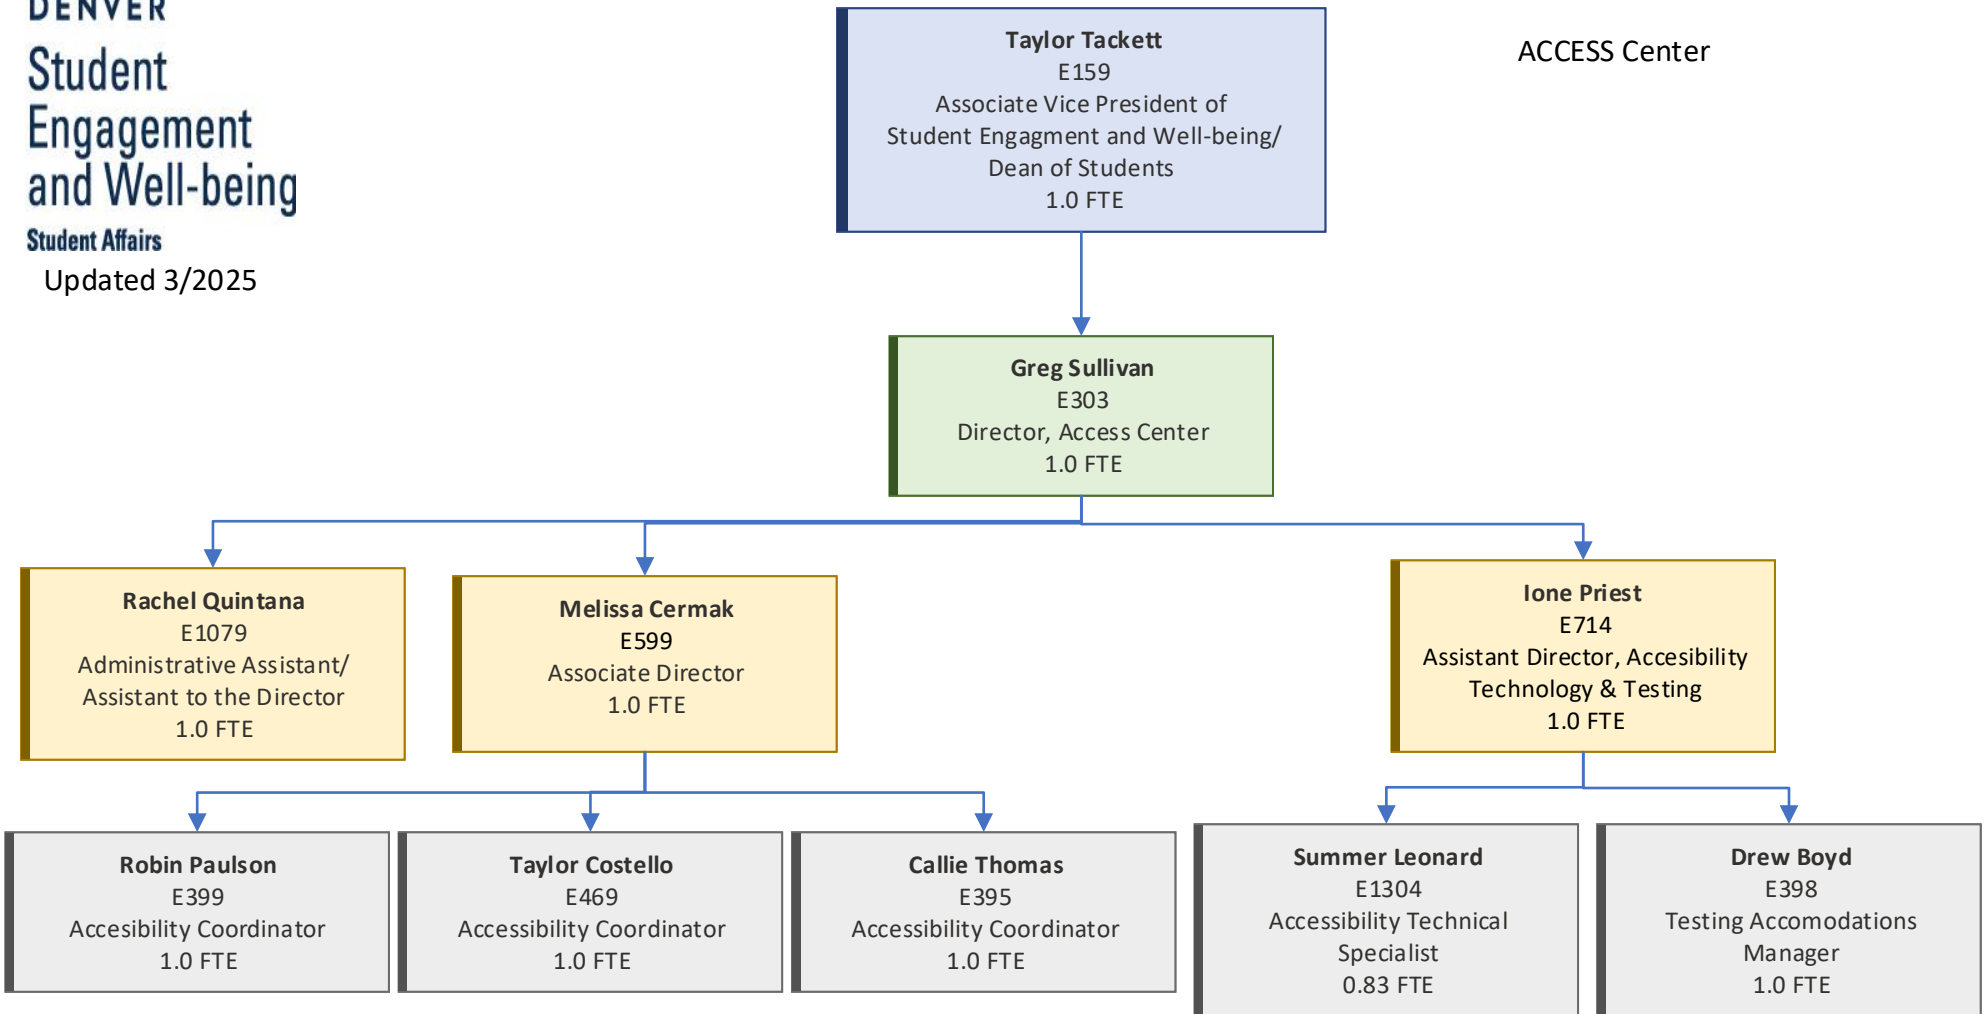 DENVER
Student
Engagement
and Well-being
Student Affairs
Updated 3/2025
ACCESS Center
Taylor Tackett
E159
Associate Vice President of
Student Engagment and Well-being/
Dean of Students
1.0 FTE
Greg Sullivan
E303
Director, Access Center
1.0 FTE
Rachel Quintana
E1079
Administrative Assistant/
Assistant to the Director
1.0 FTE
Melissa Cermak
E599
Associate Director
1.0 FTE
Ione Priest
E714
Assistant Director, Accesibility
Technology & Testing
1.0 FTE
Robin Paulson
E399
Accesibility Coordinator
1.0 FTE
Taylor Costello
E469
Accessibility Coordinator
1.0 FTE
Callie Thomas
E395
Accessibility Coordinator
1.0 FTE
Summer Leonard
E1304
Accessibility Technical
Specialist
0.83 FTE
Drew Boyd
E398
Testing Accomodations
Manager
1.0 FTE